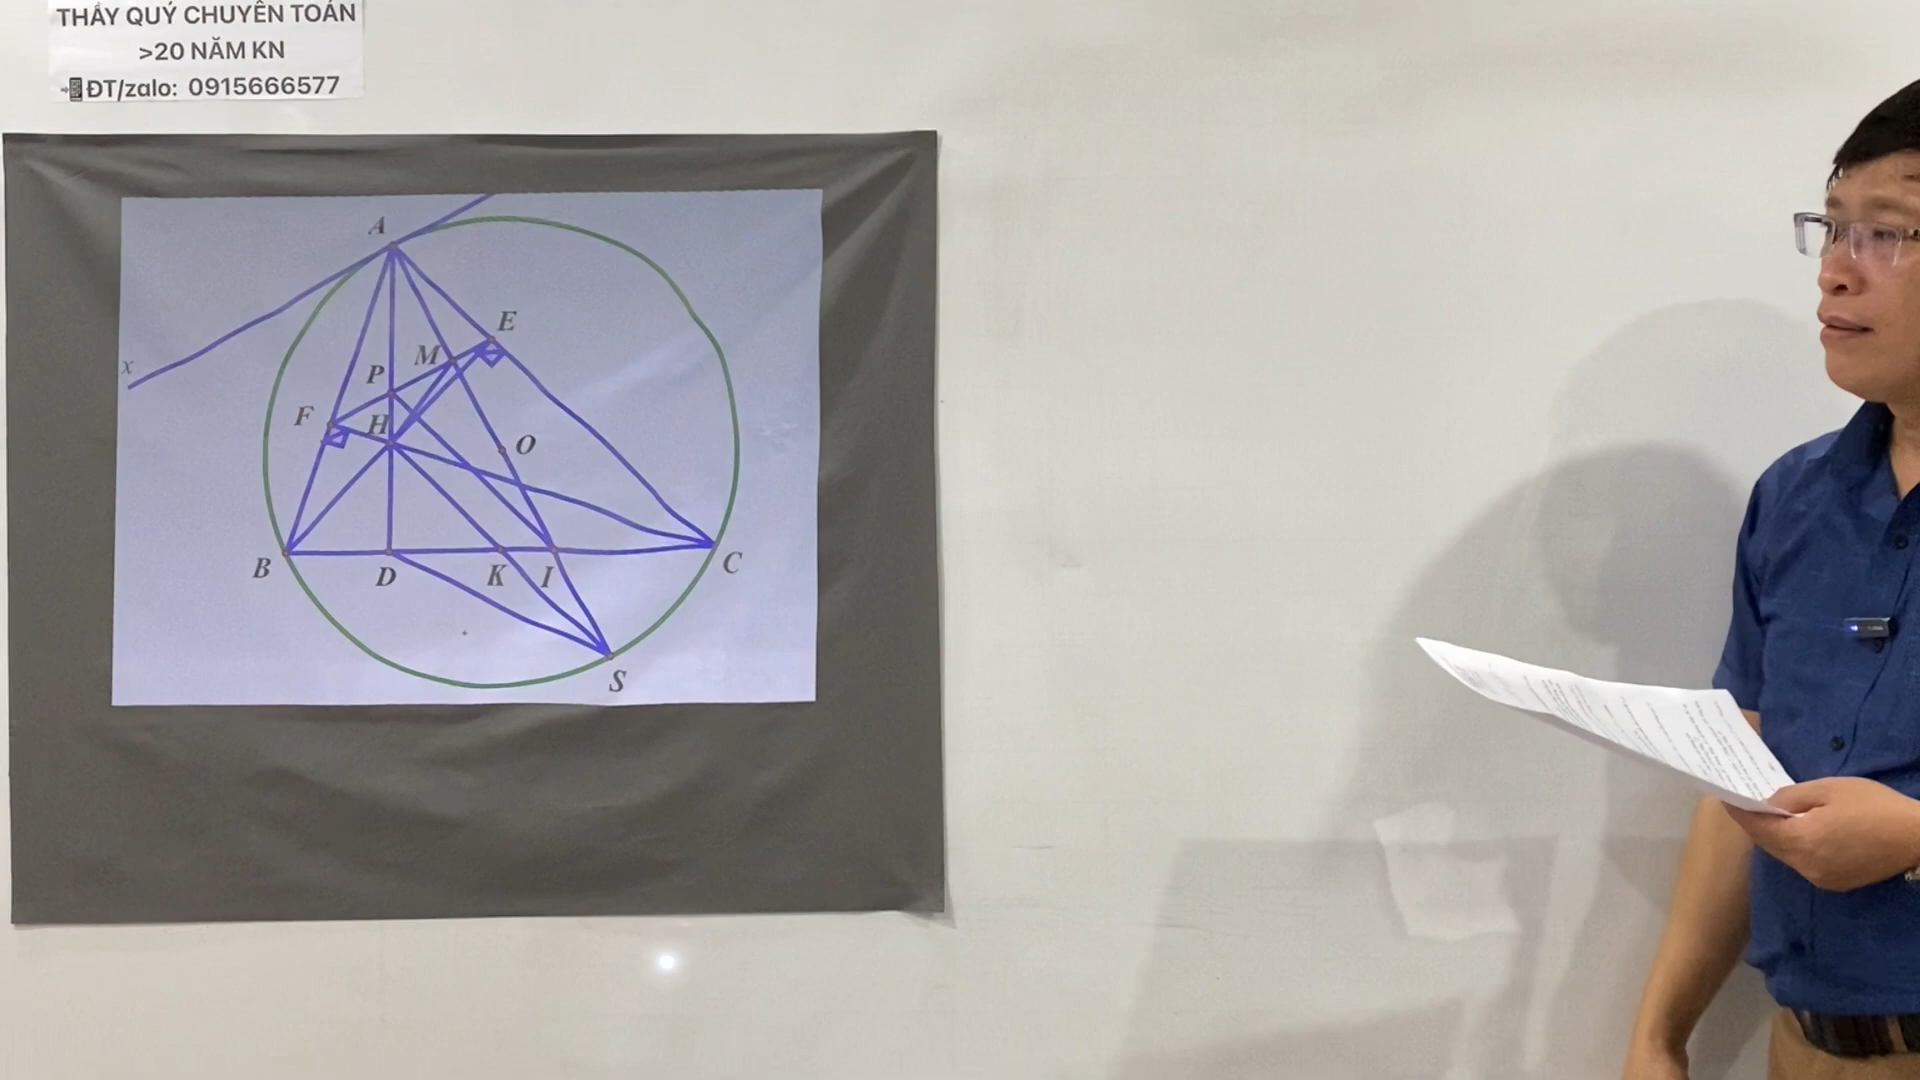 THẦY QUÝ CHUYÊN TOÁN
>20 NĂM KN
ĐT/zalo: 0915666577
A
E
x
M
P
F
H
O
B
D
K
I
C
S